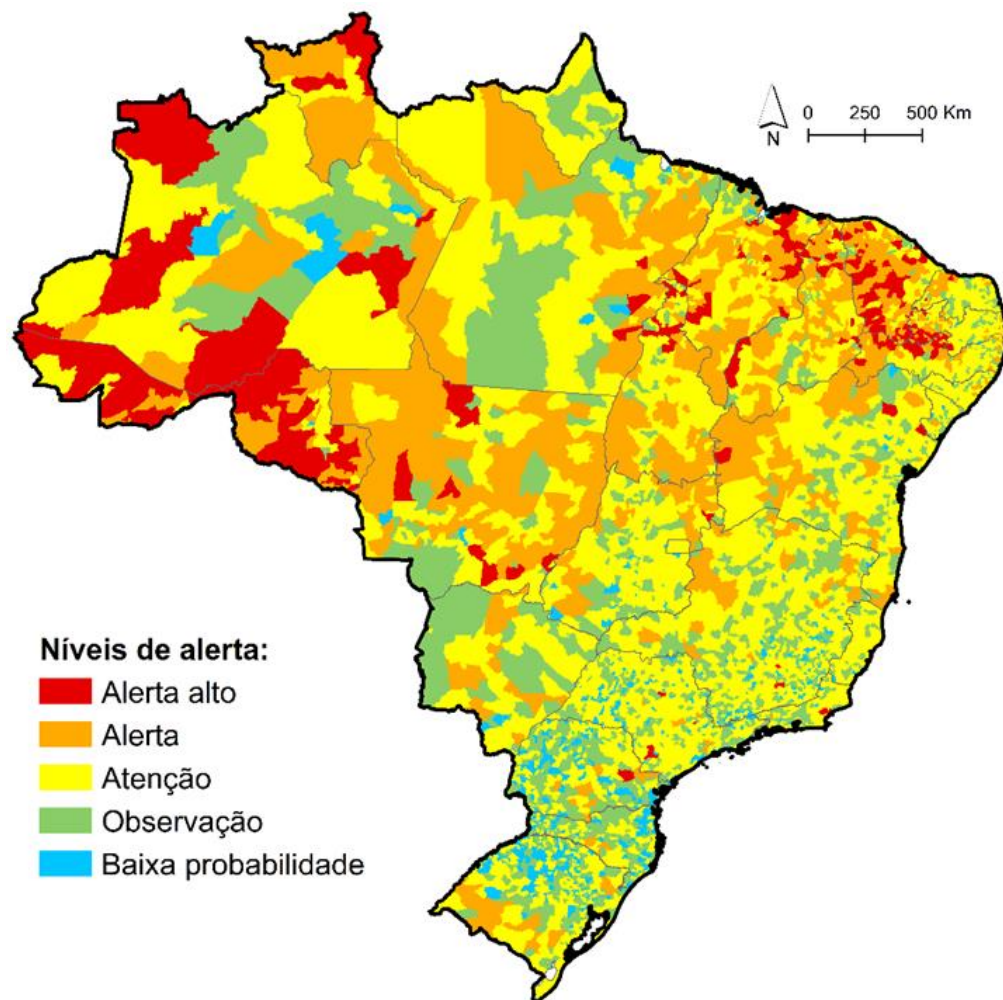 0 250 500 Km
N
Níveis de alerta:
Alerta alto
Alerta
Atenção
Observação
Baixa probabilidade